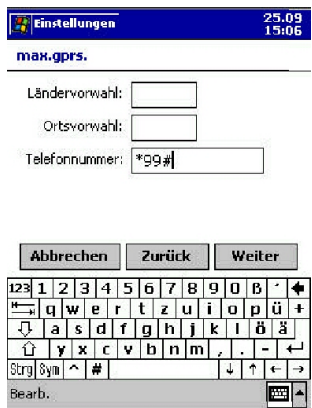 Einstellungen 25.09
15:06
max.gprs.
Ländervorwahl:
Ortsvorwahl:
Telefonnummer: *99#
Abbrechen Zurück Weiter
123 1 2 3 4 5 6 7 8 9 0 ß ´
q w e r t z u i o p ü +
a s d f g h j k l ö ä
y x c v b n m , . -
Strg Sym ^ # ↓ ↑ ← →
Bearb.